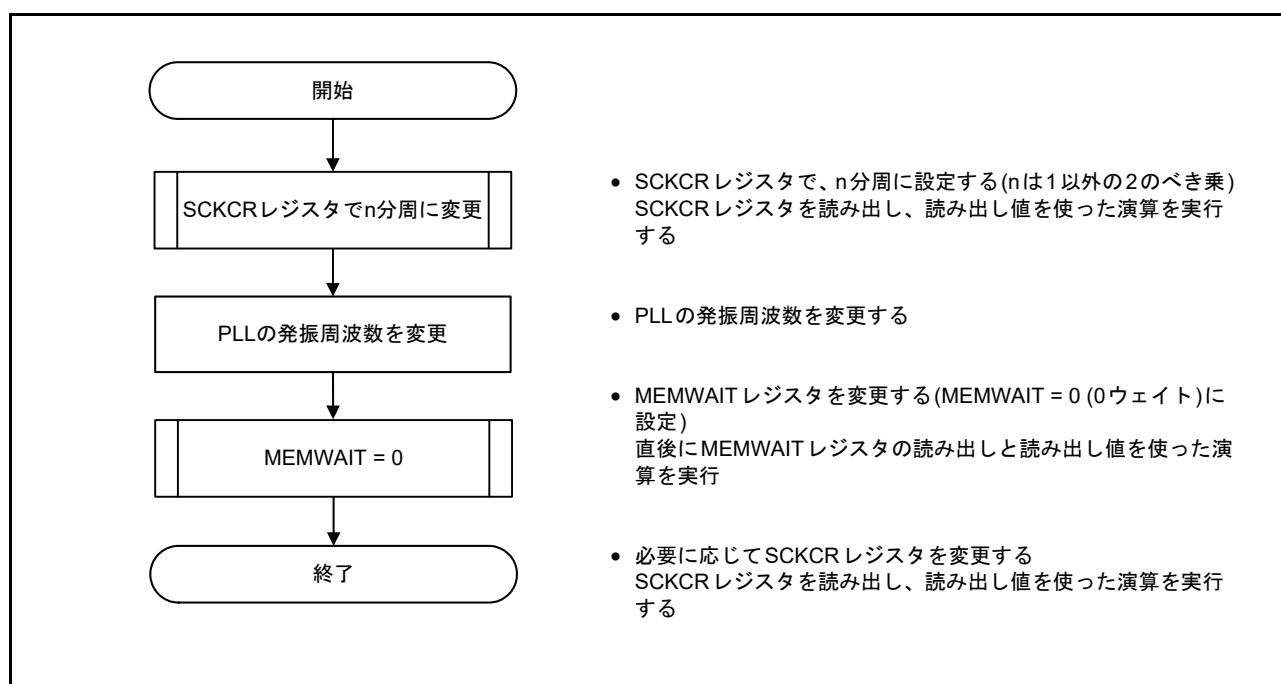 開始
SCKCRレジスタでn分周に変更
• SCKCRレジスタで、n分周に設定する(nは1以外の2のべき乗)
SCKCRレジスタを読み出し、読み出し値を使った演算を実行
する
PLLの発振周波数を変更
• PLLの発振周波数を変更する
MEMWAIT = 0
• MEMWAITレジスタを変更する(MEMWAIT = 0 (0ウェイト)に
設定)
直後にMEMWAITレジスタの読み出しと読み出し値を使った演
算を実行
終了
• 必要に応じてSCKCRレジスタを変更する
SCKCRレジスタを読み出し、読み出し値を使った演算を実行
する